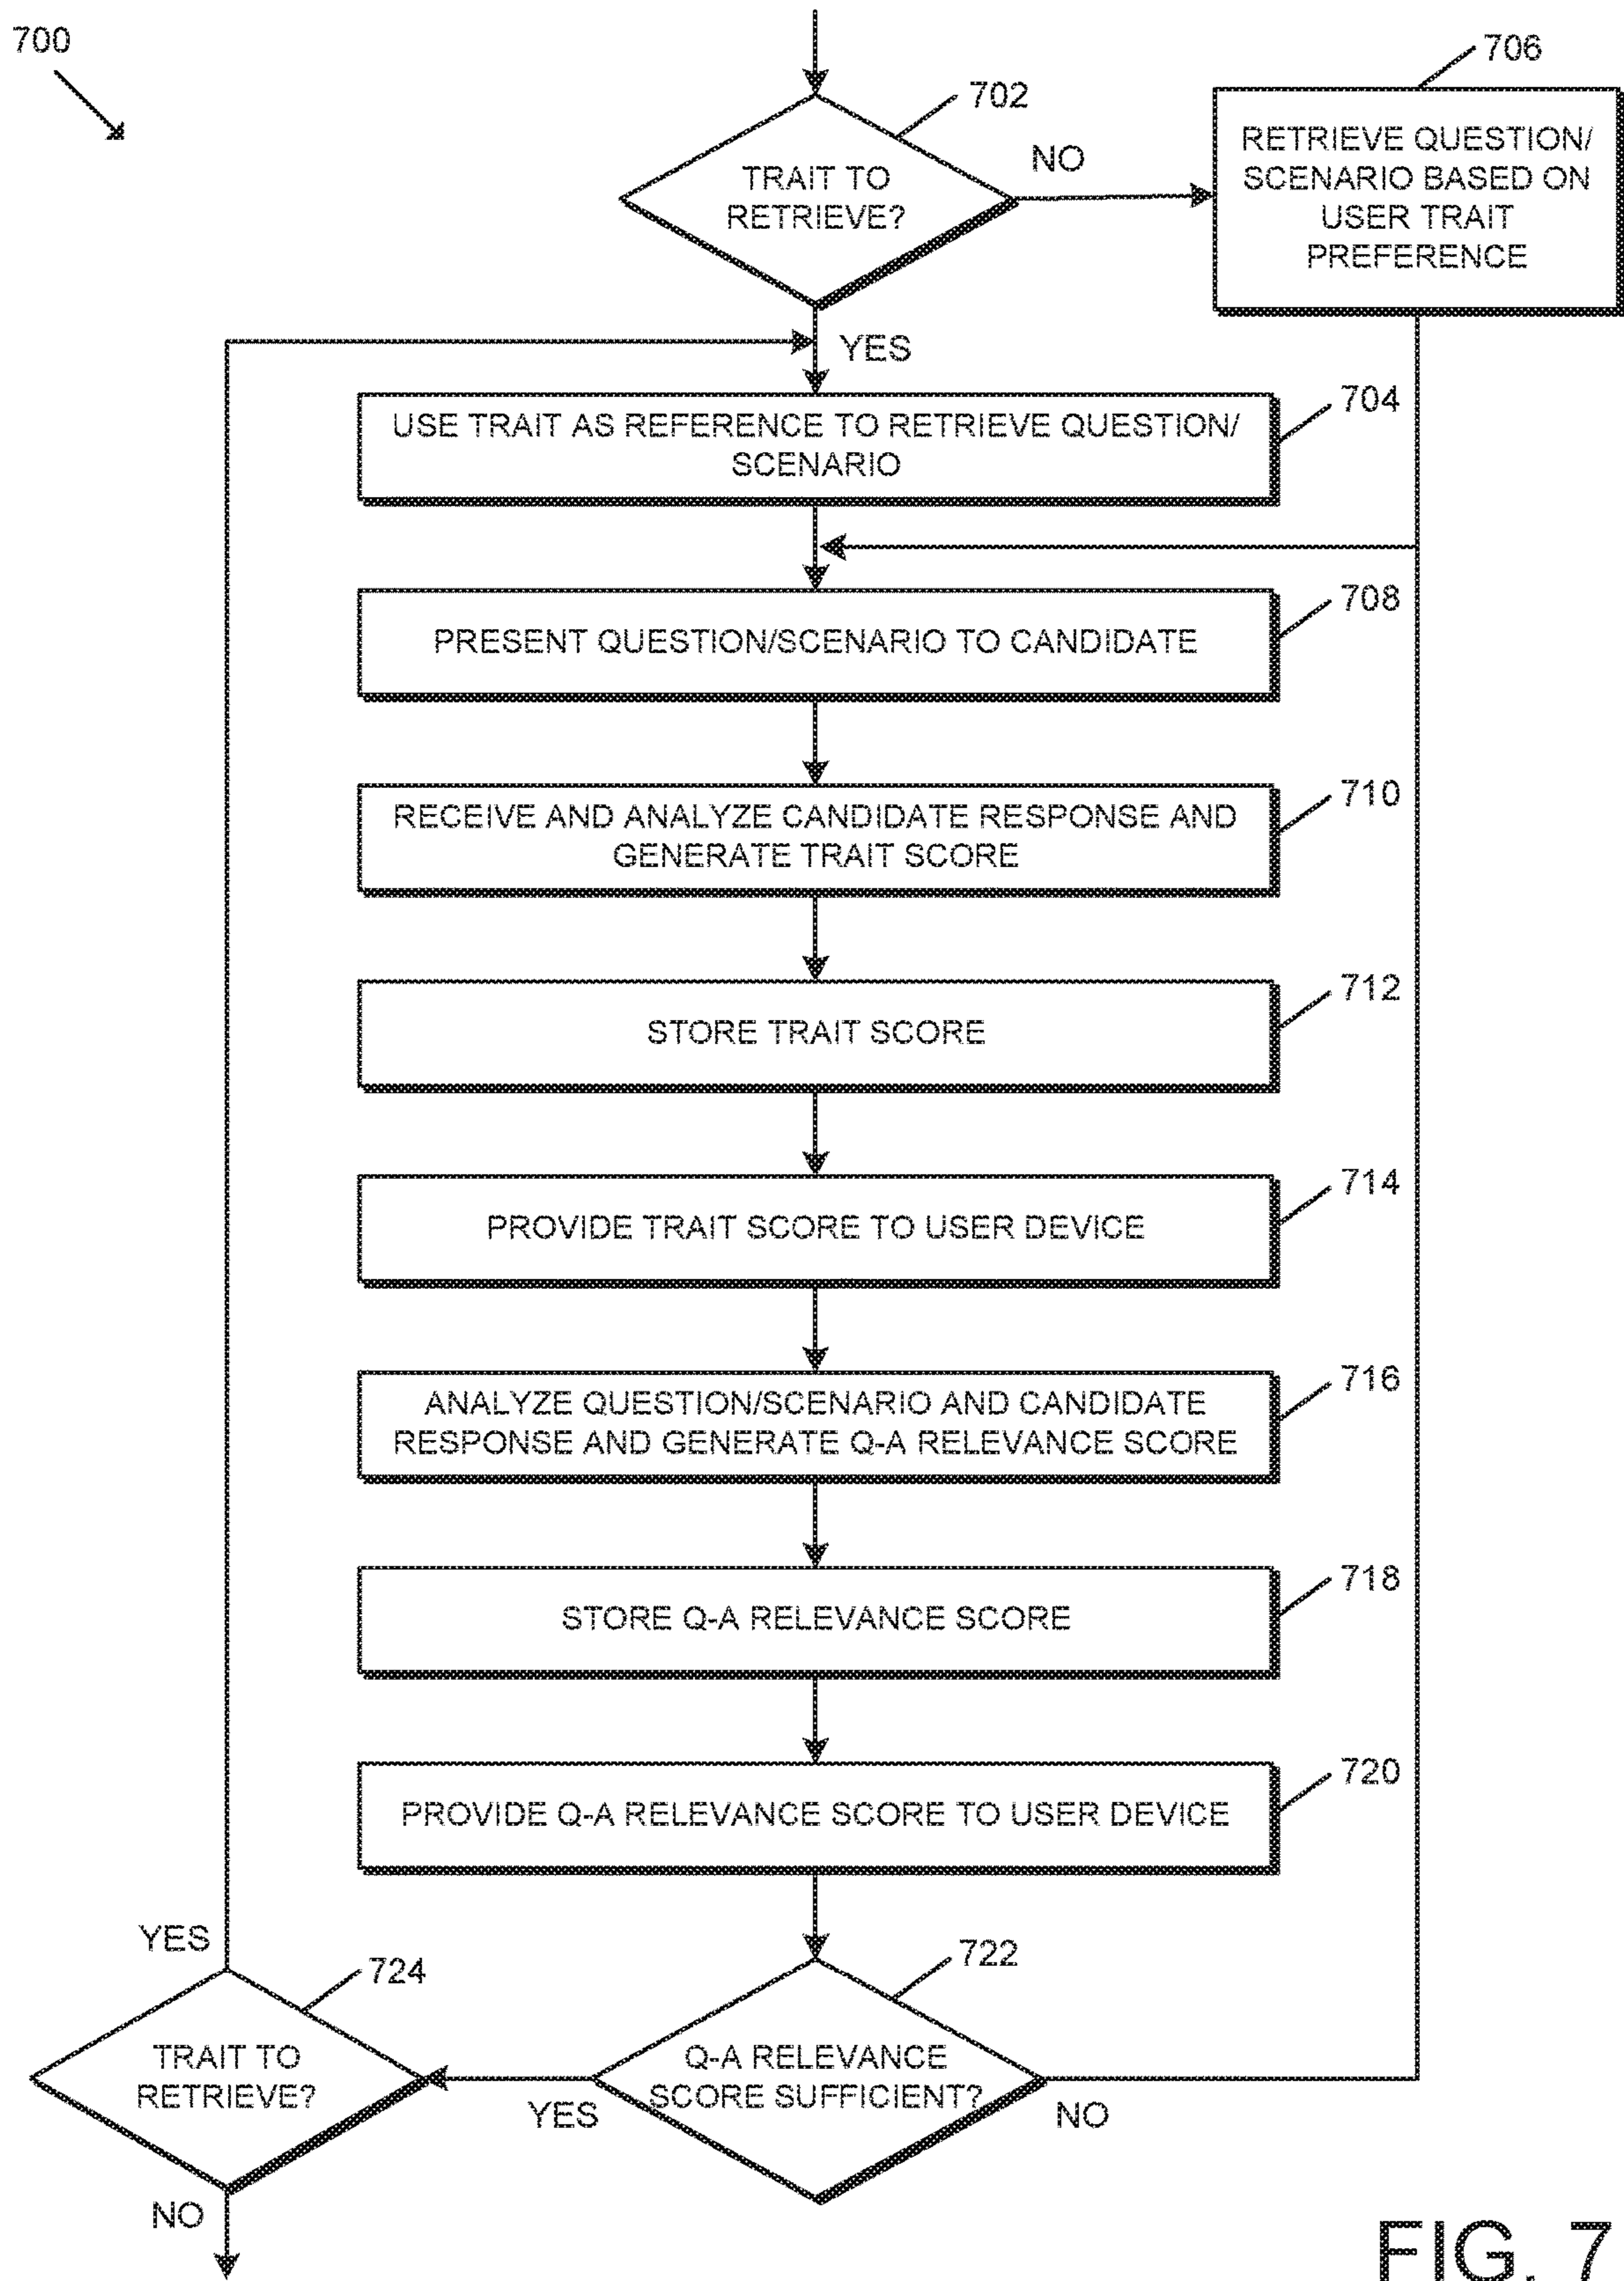 700
706
702
RETRIEVE QUESTION/
SCENARIO BASED ON
USER TRAIT
PREFERENCE
NO
TRAIT TO
RETRIEVE?
YES
704
USE TRAIT AS REFERENCE TO RETRIEVE QUESTION/
SCENARIO
708
PRESENT QUESTION/SCENARIO TO CANDIDATE
710
RECEIVE AND ANALYZE CANDIDATE RESPONSE AND
GENERATE TRAIT SCORE
712
STORE TRAIT SCORE
714
PROVIDE TRAIT SCORE TO USER DEVICE
716
ANALYZE QUESTION/SCENARIO AND CANDIDATE
RESPONSE AND GENERATE Q-A RELEVANCE SCORE
718
STORE Q-A RELEVANCE SCORE
720
PROVIDE Q-A RELEVANCE SCORE TO USER DEVICE
YES
724
722
TRAIT TO
RETRIEVE?
Q-A RELEVANCE
SCORE SUFFICIENT?
YES
NO
NO
FIG. 7